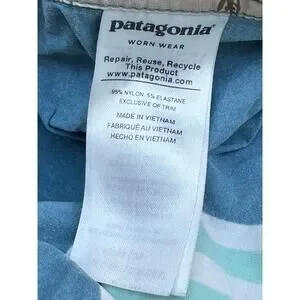 patagonia®
WORN WEAR
Repair, Reuse, Recycle
This Product
www.patagonia.com
95% NYLON, 5% ELASTANE
EXCLUSIVE OF TRIM
MADE IN VIETNAM
FABRIQUÉ AU VIETNAM
HECHO EN VIETNAM